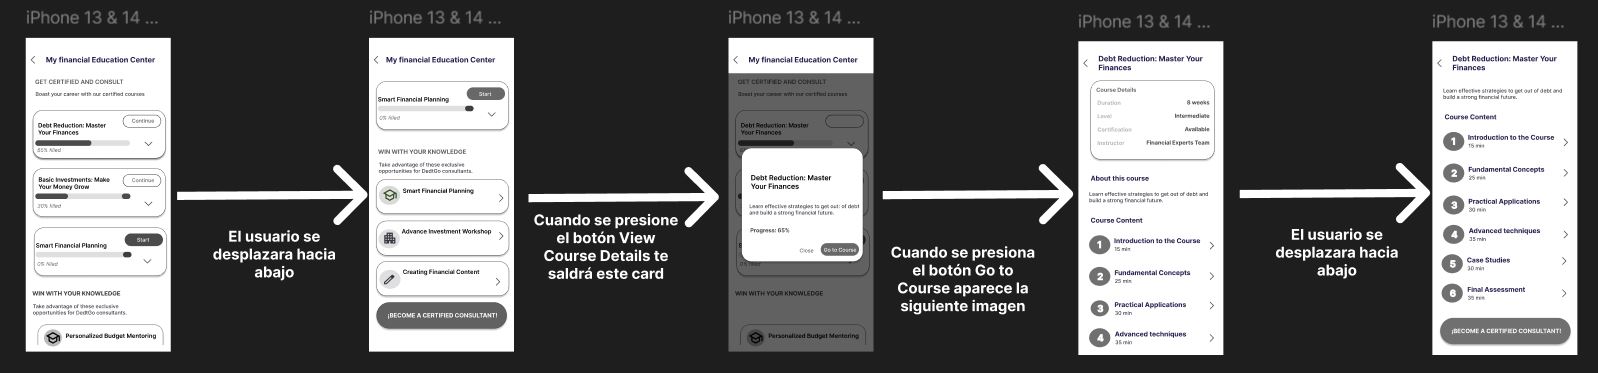 iPhone 13 & 14 ...
My financial Education Center
GET CERTIFIED AND CONSULT
Boost your career with our certified courses
Debt Reduction: Master
Your Finances
Continue
65% filled
Basic Investments: Make
Your Money Grow
Continue
30% filled
Smart Financial Planning
Start
0% filled
WIN WITH YOUR KNOWLEDGE
Take advantage of these exclusive
opportunities for DedtGo consultants.
Personalized Budget Mentoring
El usuario se
desplazara hacia
abajo
iPhone 13 & 14 ...
My financial Education Center
Start
Smart Financial Planning
0% filled
WIN WITH YOUR KNOWLEDGE
Take advantage of these exclusive
opportunities for DedtGo consultants.
Smart Financial Planning
Advance Investment Workshop
Creating Financial Content
¡BECOME A CERTIFIED CONSULTANT!
Cuando se presione
el botón View
Course Details te
saldrá este card
iPhone 13 & 14 ...
My financial Education Center
GET CERTIFIED AND CONSULT
Boost your career with our certified courses
Debt Reduction: Master
Your Finances
Debt Reduction: Master
Your Finances
Learn effective strategies to get out: of debt
and build a strong financial future.
Progress: 65%
Close
Go to Course
0% filled
WIN WITH YOUR KNOWLEDGE
Take advantage of these exclusive
opportunities for DedtGo consultants.
Personalized Budget Mentoring
Cuando se presiona
el botón Go to
Course aparece la
siguiente imagen
iPhone 13 & 14 ...
Debt Reduction: Master Your
Finances
Course Details
Duration 6 weeks
Level Intermediate
Certification Available
Instructor Financial Experts Team
About this course
Learn effective strategies to get out of debt and
build a strong financial future.
Course Content
1 Introduction to the Course
15 min
2 Fundamental Concepts
25 min
3 Practical Applications
30 min
4 Advanced techniques
35 min
El usuario se
desplazara hacia
abajo
iPhone 13 & 14 ...
Debt Reduction: Master Your
Finances
Learn effective strategies to get out of debt and
build a strong financial future.
Course Content
1 Introduction to the Course
15 min
2 Fundamental Concepts
25 min
3 Practical Applications
30 min
4 Advanced techniques
35 min
5 Case Studies
30 min
6 Final Assessment
35 min
¡BECOME A CERTIFIED CONSULTANT!